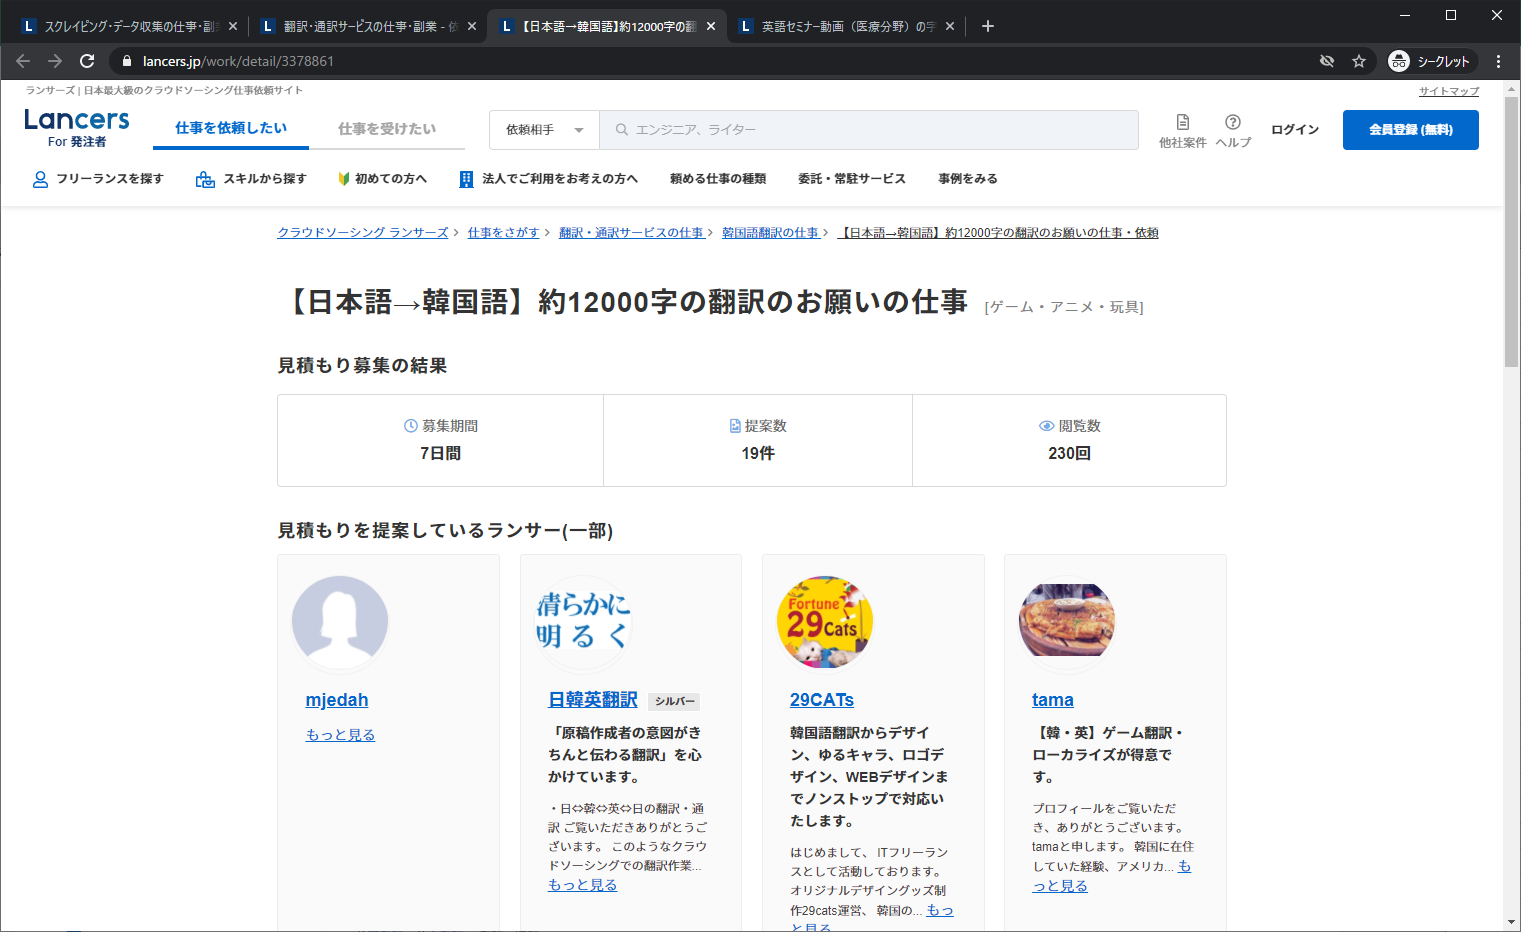 スクレイピング・データ収集の仕事・副
翻訳・通訳サービスの仕事・副業 - 依
【日本語→韓国語】約12000字の翻
英語セミナー動画（医療分野）の字
lancers.jp/work/detail/3378861
シークレット
ランサーズ | 日本最大級のクラウドソーシング仕事依頼サイト
サイトマップ
Lancers
For 発注者
仕事を依頼したい
仕事を受けたい
依頼相手
エンジニア、ライター
他社案件
ヘルプ
ログイン
会員登録 (無料)
フリーランスを探す
スキルから探す
初めての方へ
法人でご利用をお考えの方へ
頼める仕事の種類
委託・常駐サービス
事例をみる
クラウドソーシング ランサーズ > 仕事をさがす > 翻訳・通訳サービスの仕事 > 韓国語翻訳の仕事 > 【日本語→韓国語】約12000字の翻訳のお願いの仕事・依頼
【日本語→韓国語】約12000字の翻訳のお願いの仕事 [ゲーム・アニメ・玩具]
見積もり募集の結果
募集期間
7日間
提案数
19件
閲覧数
230回
見積もりを提案しているランサー(一部)
mjedah
もっと見る
清らかに
明るく
日韓英翻訳 シルバー
「原稿作成者の意図がき
ちんと伝わる翻訳」を心
かけています。
・日⇔韓⇔英⇔日の翻訳・通
訳 ご覧いただきありがとうご
ざいます。 このようなクラウ
ドソーシングでの翻訳作業...
もっと見る
Fortune
29
Cats
29CATs
韓国語翻訳からデザイ
ン、ゆるキャラ、ロゴデ
ザイン、WEBデザインま
でノンストップで対応い
たします。
はじめまして、 ITフリーラン
スとして活動しております。
オリジナルデザイングッズ制
作29cats運営、 韓国の... もっ
と見る
tama
【韓・英】ゲーム翻訳・
ローカライズが得意で
す。
プロフィールをご覧いただ
き、ありがとうございます。
tamaと申します。 韓国に在住
していた経験、アメリカ... も
っと見る